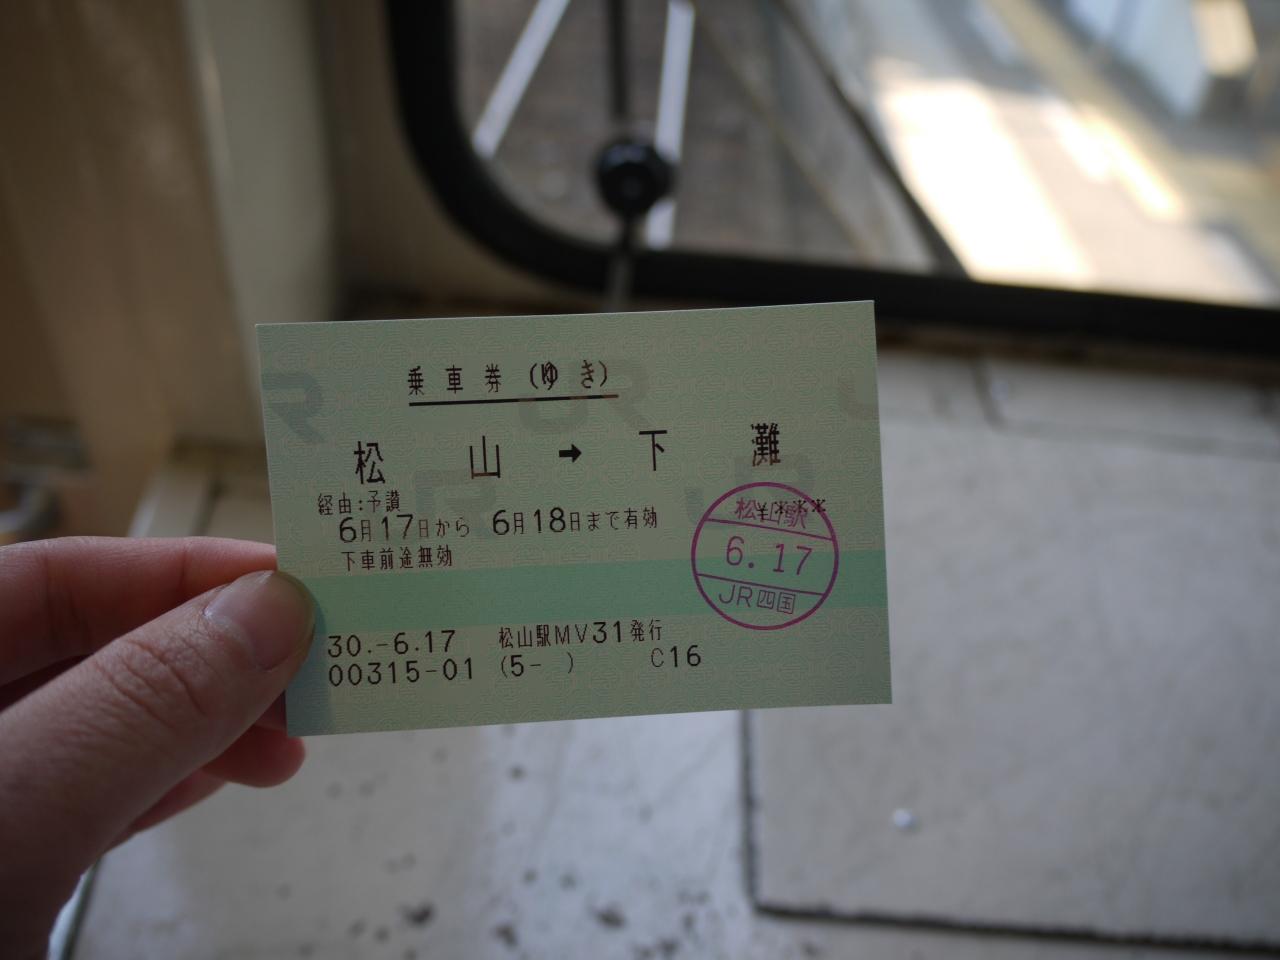 乗車券(ゆき)
松山→下灘
経由:予讃
¥****
6月17日から 6月18日まで有効
下車前途無効
松山駅
6.17
JR四国
30.-6.17 松山駅MV31発行
00315-01 (5- ) C16